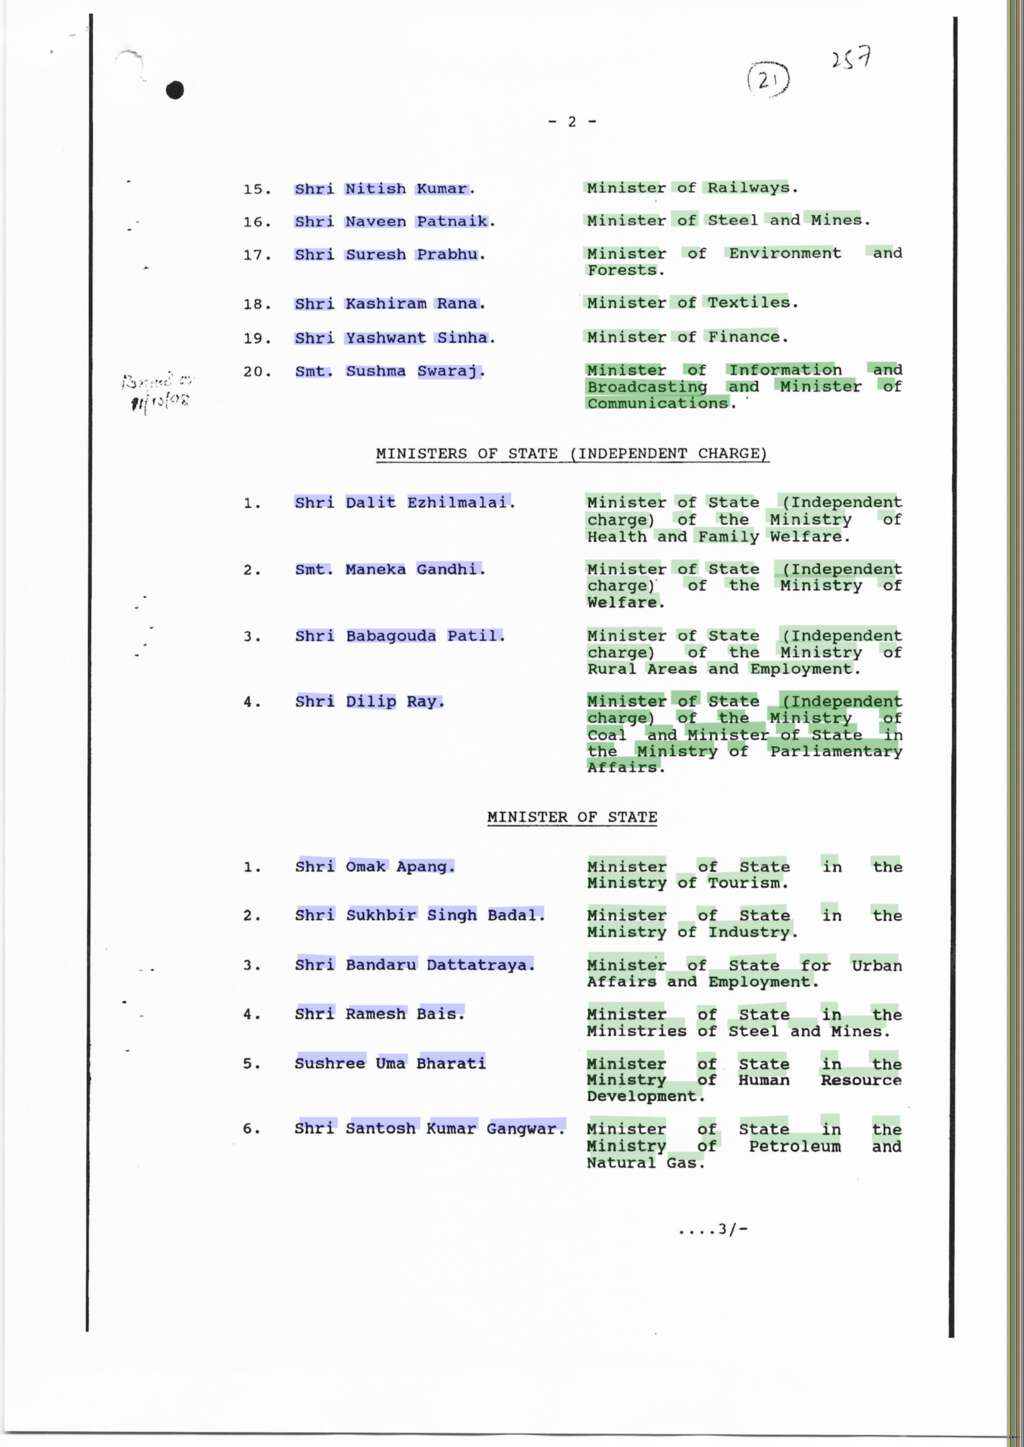 257
21
- 2 -
15. Shri Nitish Kumar. Minister of Railways.
16. Shri Naveen Patnaik. Minister of Steel and Mines.
17. Shri Suresh Prabhu. Minister of Environment and
Forests.
18. Shri Kashiram Rana. Minister of Textiles.
19. Shri Yashwant Sinha. Minister of Finance.
20. Smt. Sushma Swaraj. Minister of Information and
Broadcasting and Minister of
Communications.
MINISTERS OF STATE (INDEPENDENT CHARGE)
1. Shri Dalit Ezhilmalai. Minister of State (Independent
charge) of the Ministry of
Health and Family Welfare.
2. Smt. Maneka Gandhi. Minister of State (Independent
charge) of the Ministry of
Welfare.
3. Shri Babagouda Patil. Minister of State (Independent
charge) of the Ministry of
Rural Areas and Employment.
4. Shri Dilip Ray. Minister of State (Independent
charge) of the Ministry of
Coal and Minister of State in
the Ministry of Parliamentary
Affairs.
MINISTER OF STATE
1. Shri Omak Apang. Minister of State in the
Ministry of Tourism.
2. Shri Sukhbir Singh Badal. Minister of State in the
Ministry of Industry.
3. Shri Bandaru Dattatraya. Minister of State for Urban
Affairs and Employment.
4. Shri Ramesh Bais. Minister of State in the
Ministries of Steel and Mines.
5. Sushree Uma Bharati Minister of State in the
Ministry of Human Resource
Development.
6. Shri Santosh Kumar Gangwar. Minister of State in the
Ministry of Petroleum and
Natural Gas.
....3/-